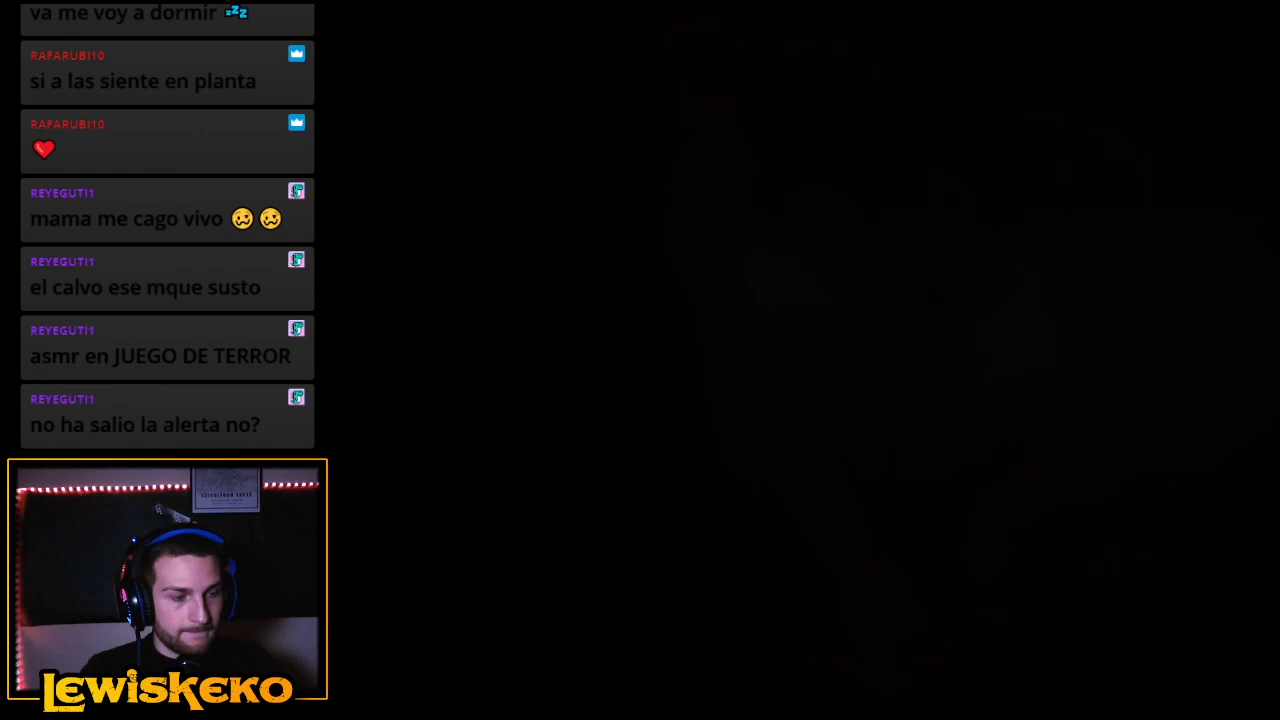 va me voy a dormir
RAFARUBI10
si a las siente en planta
RAFARUBI10
REYEGUTI1
mama me cago vivo
REYEGUTI1
el calvo ese mque susto
REYEGUTI1
asmr en JUEGO DE TERROR
REYEGUTI1
no ha salio la alerta no?
LEWISKEKO